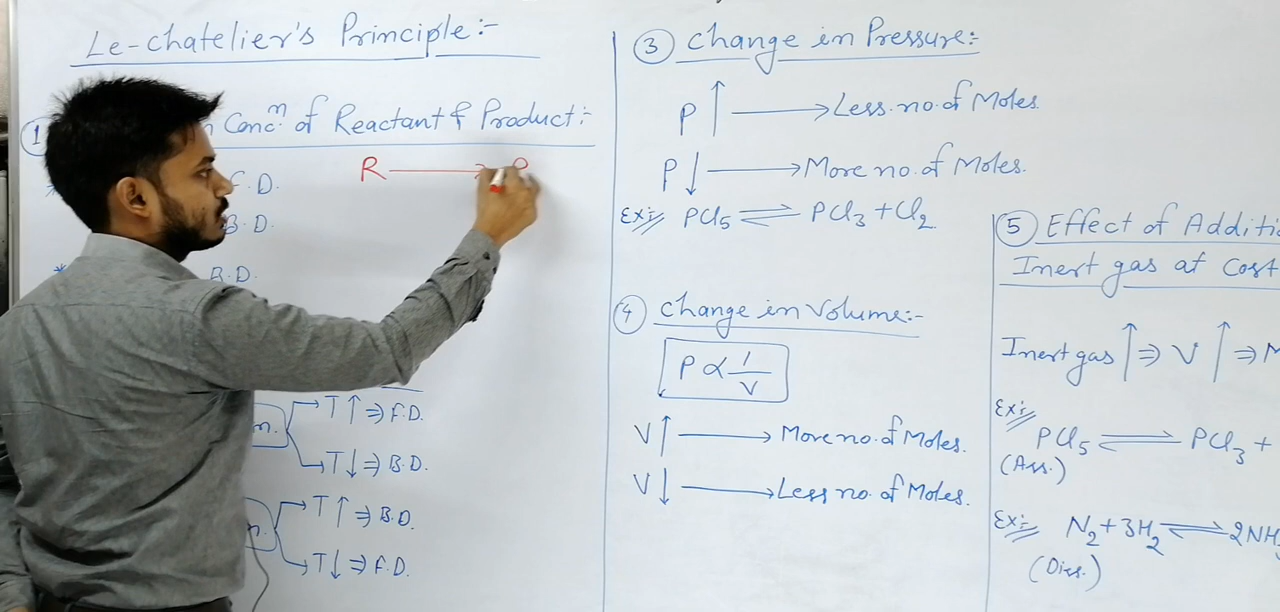 Le-chatelier's Principle:-
① Concⁿ. of Reactant & Product:-
R ⟶ P
F.D.
B.D.
* B.D.
T↑ ⇒ F.D.
T↓ ⇒ B.D.
T↑ ⇒ B.D.
T↓ ⇒ F.D.
③ Change in Pressure:-
P↑ ⟶ Less. no. of Moles.
P↓ ⟶ More no. of Moles.
Ex:- PCl₅ ⇌ PCl₃ + Cl₂
④ Change in Volume:-
P ∝ 1/V
V↑ ⟶ More no. of Moles.
V↓ ⟶ Less no. of Moles.
⑤ Effect of Additi
Inert gas at Cost
Inert gas↑ ⇒ V↑ ⇒ M
Ex:-
PCl₅ ⇌ PCl₃ +
(Ass.)
Ex:- N₂ + 3H₂ ⇌ 2NH₃
(Diss.)